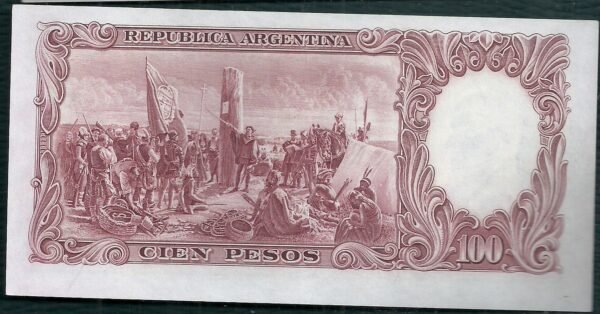 REPUBLICA ARGENTINA
CIEN PESOS
100